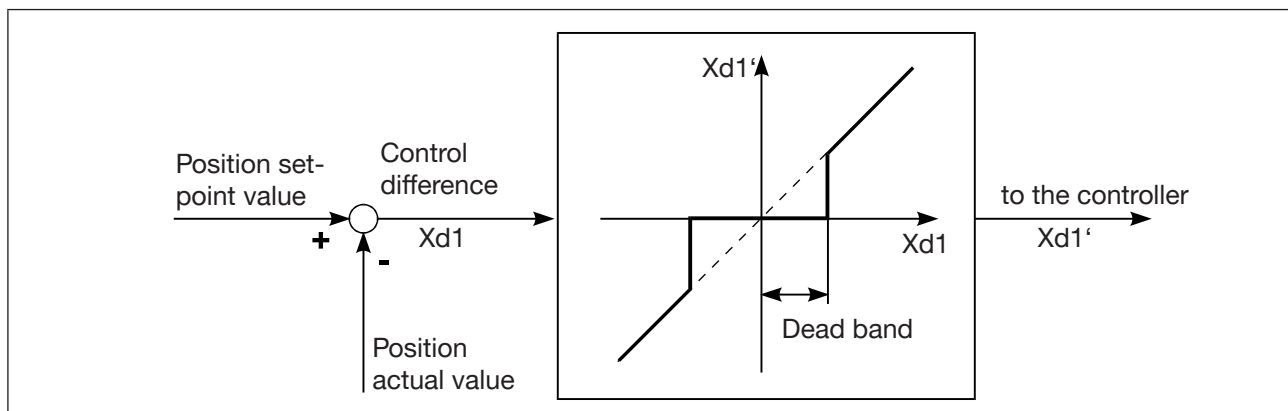 Position set-
point value
+
-
Control
difference
Xd1
Position
actual value
Xd1‘
Xd1
Dead band
to the controller
Xd1‘